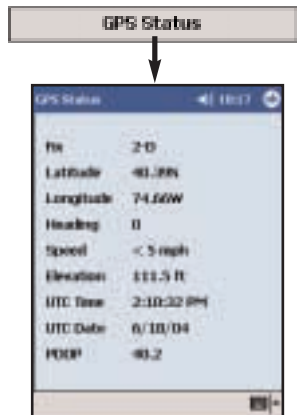 GPS Status
GPS Status 10:17
Fix 2-D
Latitude 40.39N
Longitude 74.66W
Heading 0
Speed < 5 mph
Elevation 111.5 ft
UTC Time 2:18:32 PM
UTC Date 6/18/04
PDOP 40.2